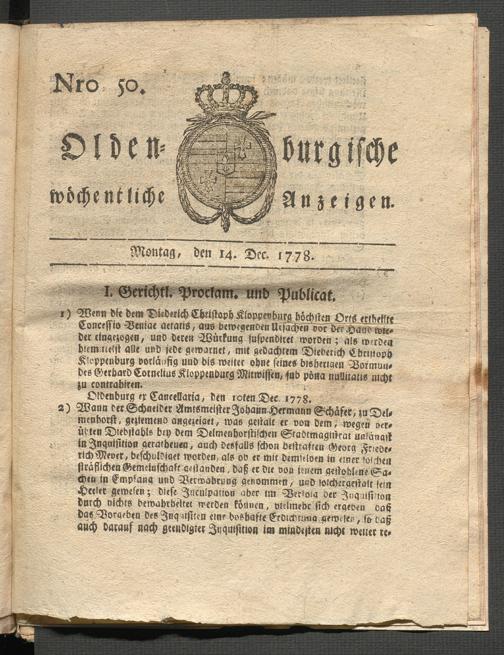 Nro 50.
Olden- burgische
wöchentliche Anzeigen.
Montag, den 14. Dec. 1778.
I. Gerichtl. Proclam. und Publicat.
1) Wenn die dem Diederich Christoph Kloppenburg höchsten Orts ertheilte
Concessio Veniae aetatis, aus bewegenden Ursachen vor der Hand wie-
der eingezogen, und deren Würkung suspendiret worden; als werden
hiemittelst alle und jede gewarnet, mit gedachtem Diederich Christoph
Kloppenburg vorläufig und bis weiter ohne seines bisherigen Vormun-
des Gerhard Cornelius Kloppenburg Mitwissen, sub pöna nullitatis nicht
zu contrahiren.
Oldenburg ex Cancellaria, den 10ten Dec. 1778.
2) Wann der Schneider Amtsmeister Johann Hermann Schäfer, zu Del-
menhorst, geziemend angezeiget, was gestalt er von dem, wegen ver-
übten Diebstahls bey dem Delmenhorstischen Stadtmagistrat unlängst
in Inquisition gerathenen, auch desfalls schon bestraften Georg Friede-
rich Meyer, beschuldiget worden, als ob er mit demselben in einer solchen
sträflichen Gemeinschaft gestanden, daß er die von jenem gestohlne Sa-
chen in Empfang und Verwahrung genommen, und solchergestalt sein
Heeler gewesen; diese Inculpation aber im Verfolg der Inquisition
durch nichts bewahrheitet werden können, vielmehr sich ergeben daß
das Vorgeben des Inquisiten eine boshafte Erdichtung gewesen, so daß
auch darauf nach geendigter Inquisition im mindesten nicht weiter re-